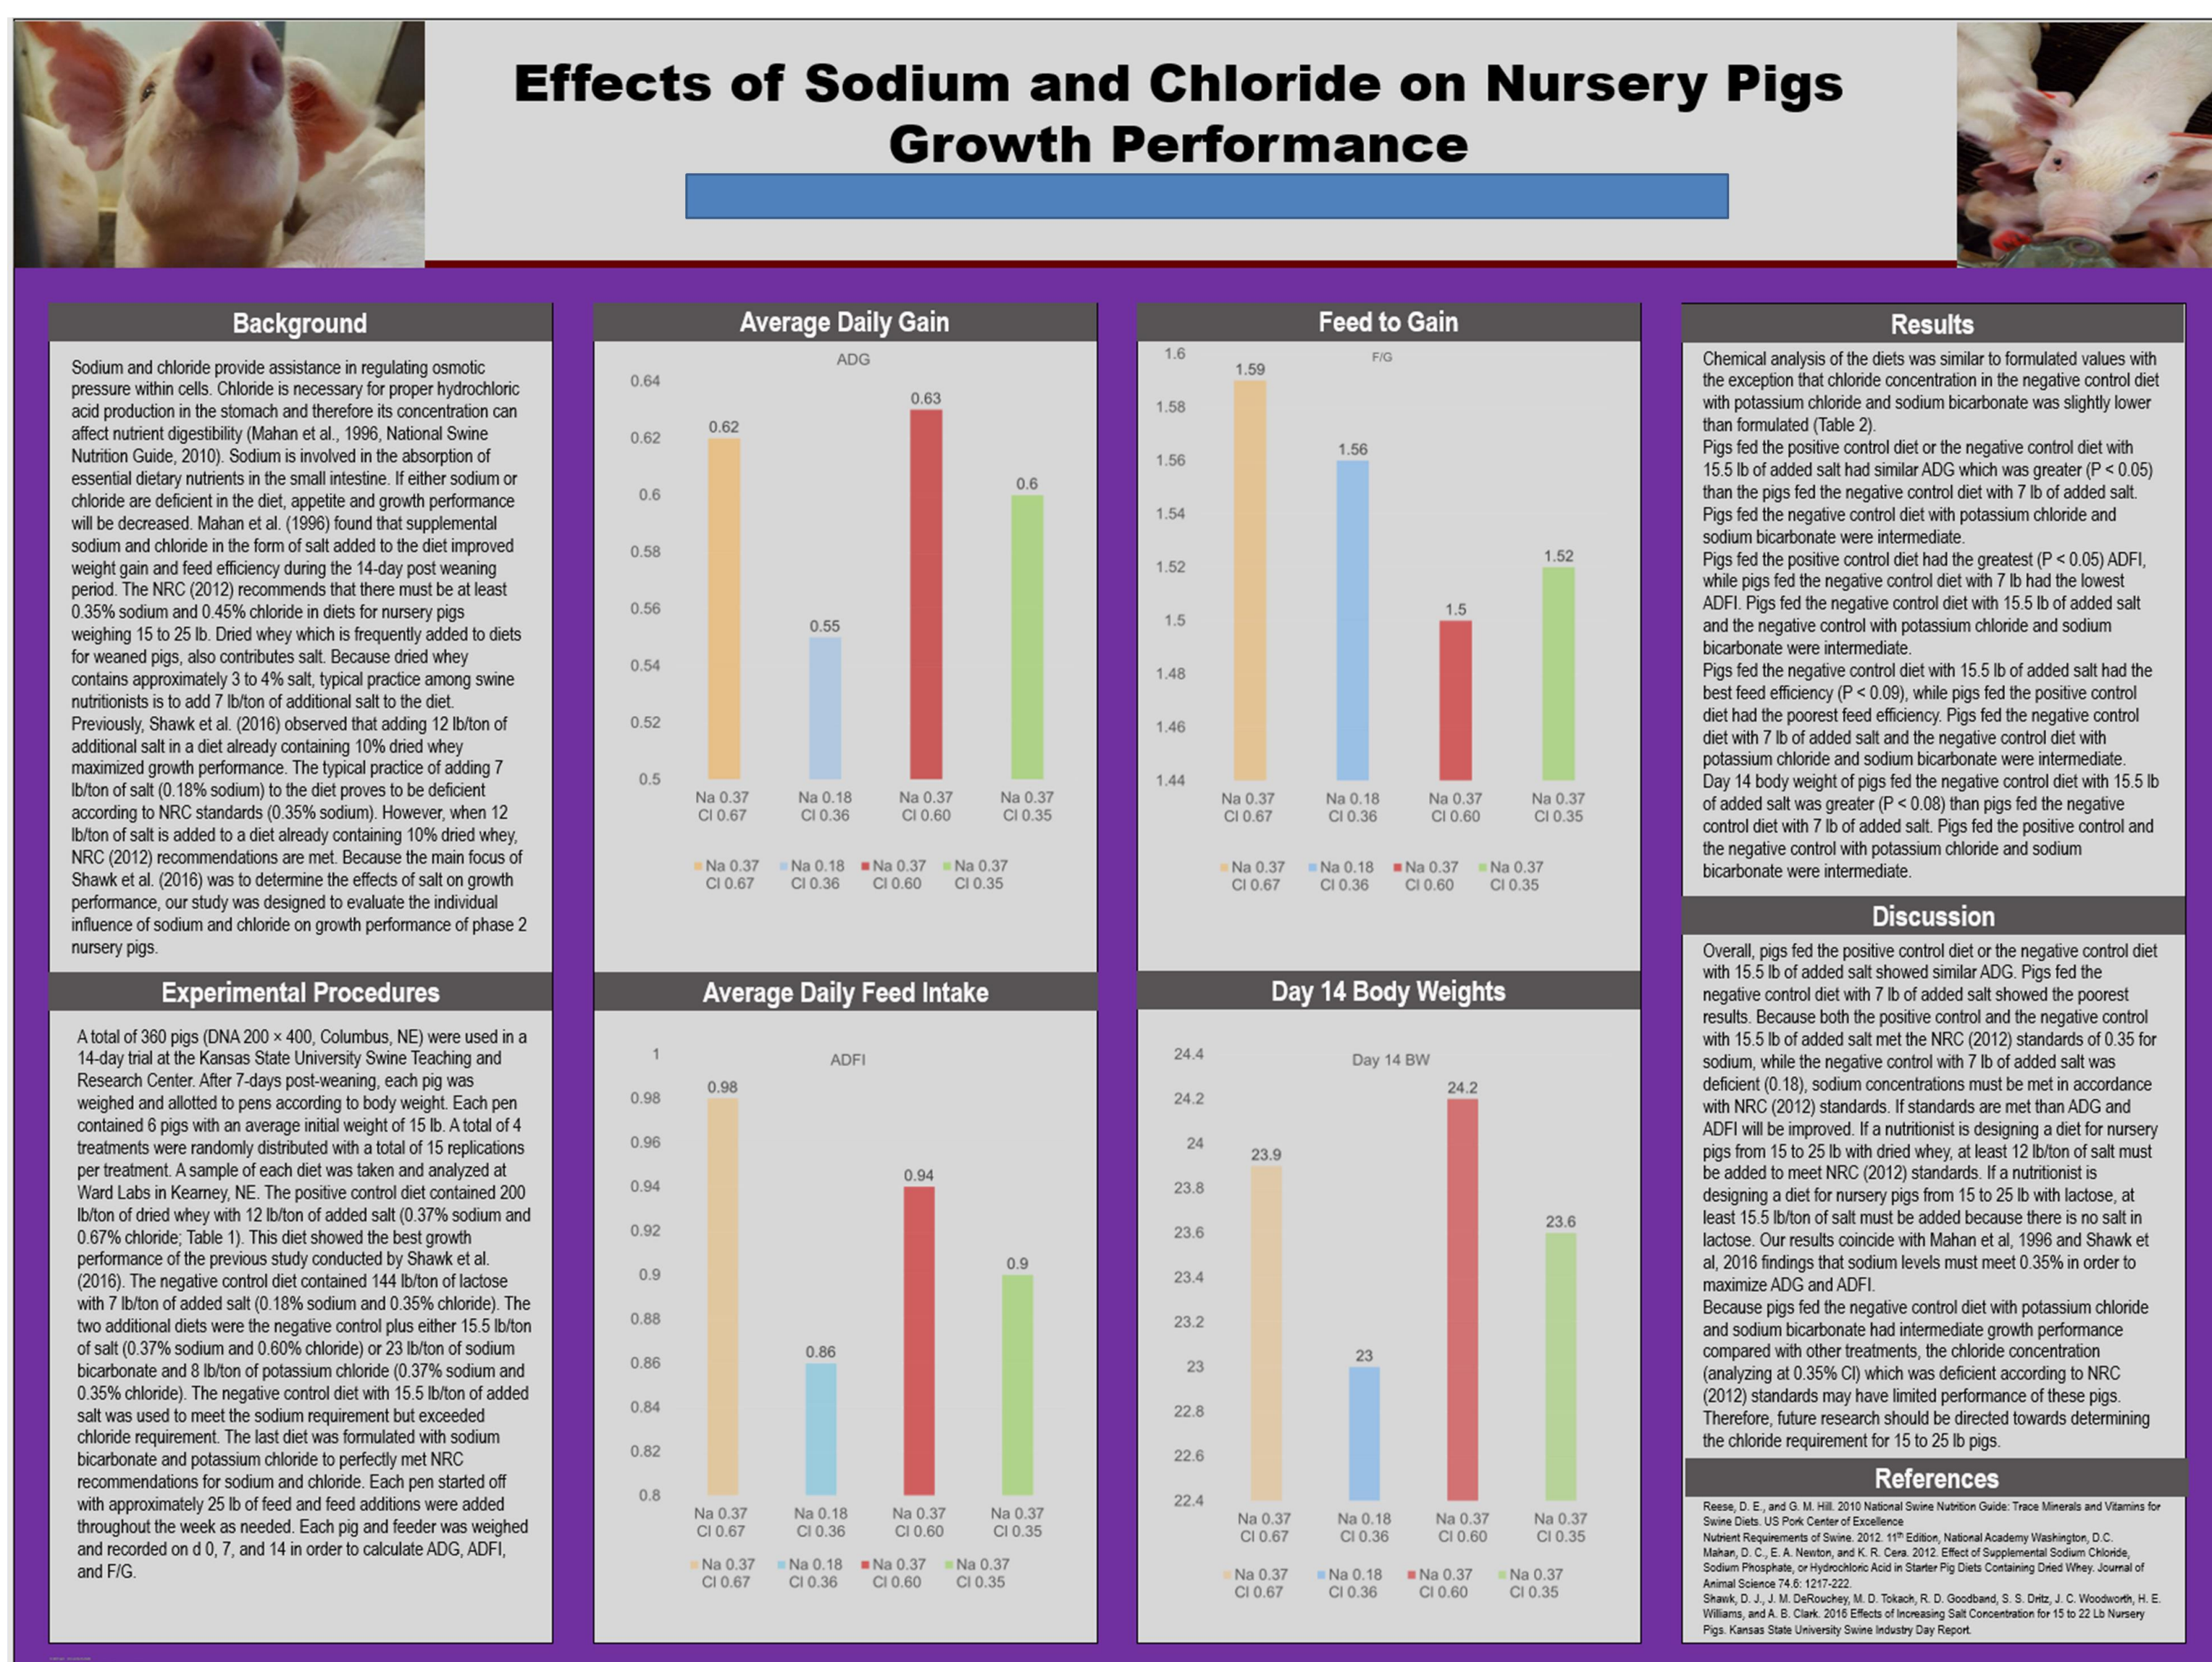 Effects of Sodium and Chloride on Nursery Pigs
Growth Performance
Background
Sodium and chloride provide assistance in regulating osmotic
pressure within cells. Chloride is necessary for proper hydrochloric
acid production in the stomach and therefore its concentration can
affect nutrient digestibility (Mahan et al., 1996, National Swine
Nutrition Guide, 2010). Sodium is involved in the absorption of
essential dietary nutrients in the small intestine. If either sodium or
chloride are deficient in the diet, appetite and growth performance
will be decreased. Mahan et al. (1996) found that supplemental
sodium and chloride in the form of salt added to the diet improved
weight gain and feed efficiency during the 14-day post weaning
period. The NRC (2012) recommends that there must be at least
0.35% sodium and 0.45% chloride in diets for nursery pigs
weighing 15 to 25 lb. Dried whey which is frequently added to diets
for weaned pigs, also contributes salt. Because dried whey
contains approximately 3 to 4% salt, typical practice among swine
nutritionists is to add 7 lb/ton of additional salt to the diet.
Previously, Shawk et al. (2016) observed that adding 12 lb/ton of
additional salt in a diet already containing 10% dried whey
maximized growth performance. The typical practice of adding 7
lb/ton of salt (0.18% sodium) to the diet proves to be deficient
according to NRC standards (0.35% sodium). However, when 12
lb/ton of salt is added to a diet already containing 10% dried whey,
NRC (2012) recommendations are met. Because the main focus of
Shawk et al. (2016) was to determine the effects of salt on growth
performance, our study was designed to evaluate the individual
influence of sodium and chloride on growth performance of phase 2
nursery pigs.
Experimental Procedures
A total of 360 pigs (DNA 200 × 400, Columbus, NE) were used in a
14-day trial at the Kansas State University Swine Teaching and
Research Center. After 7-days post-weaning, each pig was
weighed and allotted to pens according to body weight. Each pen
contained 6 pigs with an average initial weight of 15 lb. A total of 4
treatments were randomly distributed with a total of 15 replications
per treatment. A sample of each diet was taken and analyzed at
Ward Labs in Kearney, NE. The positive control diet contained 200
lb/ton of dried whey with 12 lb/ton of added salt (0.37% sodium and
0.67% chloride; Table 1). This diet showed the best growth
performance of the previous study conducted by Shawk et al.
(2016). The negative control diet contained 144 lb/ton of lactose
with 7 lb/ton of added salt (0.18% sodium and 0.35% chloride). The
two additional diets were the negative control plus either 15.5 lb/ton
of salt (0.37% sodium and 0.60% chloride) or 23 lb/ton of sodium
bicarbonate and 8 lb/ton of potassium chloride (0.37% sodium and
0.35% chloride). The negative control diet with 15.5 lb/ton of added
salt was used to meet the sodium requirement but exceeded
chloride requirement. The last diet was formulated with sodium
bicarbonate and potassium chloride to perfectly met NRC
recommendations for sodium and chloride. Each pen started off
with approximately 25 lb of feed and feed additions were added
throughout the week as needed. Each pig and feeder was weighed
and recorded on d 0, 7, and 14 in order to calculate ADG, ADFI,
and F/G.
Average Daily Gain
ADG
0.64
0.62
0.6
0.58
0.56
0.54
0.52
0.5
0.62
0.55
0.63
0.6
Na 0.37 Na 0.18 Na 0.37 Na 0.37
Cl 0.67 Cl 0.36 Cl 0.60 Cl 0.35
Na 0.37 Na 0.18 Na 0.37 Na 0.37
Cl 0.67 Cl 0.36 Cl 0.60 Cl 0.35
Average Daily Feed Intake
ADFI
1
0.98
0.96
0.94
0.92
0.9
0.88
0.86
0.84
0.82
0.8
0.98
0.86
0.94
0.9
Na 0.37 Na 0.18 Na 0.37 Na 0.37
Cl 0.67 Cl 0.36 Cl 0.60 Cl 0.35
Na 0.37 Na 0.18 Na 0.37 Na 0.37
Cl 0.67 Cl 0.36 Cl 0.60 Cl 0.35
Feed to Gain
F/G
1.6
1.58
1.56
1.54
1.52
1.5
1.48
1.46
1.44
1.59
1.56
1.5
1.52
Na 0.37 Na 0.18 Na 0.37 Na 0.37
Cl 0.67 Cl 0.36 Cl 0.60 Cl 0.35
Na 0.37 Na 0.18 Na 0.37 Na 0.37
Cl 0.67 Cl 0.36 Cl 0.60 Cl 0.35
Day 14 Body Weights
Day 14 BW
24.4
24.2
24
23.8
23.6
23.4
23.2
23
22.8
22.6
22.4
23.9
23
24.2
23.6
Na 0.37 Na 0.18 Na 0.37 Na 0.37
Cl 0.67 Cl 0.36 Cl 0.60 Cl 0.35
Na 0.37 Na 0.18 Na 0.37 Na 0.37
Cl 0.67 Cl 0.36 Cl 0.60 Cl 0.35
Results
Chemical analysis of the diets was similar to formulated values with
the exception that chloride concentration in the negative control diet
with potassium chloride and sodium bicarbonate was slightly lower
than formulated (Table 2).
Pigs fed the positive control diet or the negative control diet with
15.5 lb of added salt had similar ADG which was greater (P < 0.05)
than the pigs fed the negative control diet with 7 lb of added salt.
Pigs fed the negative control diet with potassium chloride and
sodium bicarbonate were intermediate.
Pigs fed the positive control diet had the greatest (P < 0.05) ADFI,
while pigs fed the negative control diet with 7 lb had the lowest
ADFI. Pigs fed the negative control diet with 15.5 lb of added salt
and the negative control with potassium chloride and sodium
bicarbonate were intermediate.
Pigs fed the negative control diet with 15.5 lb of added salt had the
best feed efficiency (P < 0.09), while pigs fed the positive control
diet had the poorest feed efficiency. Pigs fed the negative control
diet with 7 lb of added salt and the negative control diet with
potassium chloride and sodium bicarbonate were intermediate.
Day 14 body weight of pigs fed the negative control diet with 15.5 lb
of added salt was greater (P < 0.08) than pigs fed the negative
control diet with 7 lb of added salt. Pigs fed the positive control and
the negative control with potassium chloride and sodium
bicarbonate were intermediate.
Discussion
Overall, pigs fed the positive control diet or the negative control diet
with 15.5 lb of added salt showed similar ADG. Pigs fed the
negative control diet with 7 lb of added salt showed the poorest
results. Because both the positive control and the negative control
with 15.5 lb of added salt met the NRC (2012) standards of 0.35 for
sodium, while the negative control with 7 lb of added salt was
deficient (0.18), sodium concentrations must be met in accordance
with NRC (2012) standards. If standards are met than ADG and
ADFI will be improved. If a nutritionist is designing a diet for nursery
pigs from 15 to 25 lb with dried whey, at least 12 lb/ton of salt must
be added to meet NRC (2012) standards. If a nutritionist is
designing a diet for nursery pigs from 15 to 25 lb with lactose, at
least 15.5 lb/ton of salt must be added because there is no salt in
lactose. Our results coincide with Mahan et al, 1996 and Shawk et
al, 2016 findings that sodium levels must meet 0.35% in order to
maximize ADG and ADFI.
Because pigs fed the negative control diet with potassium chloride
and sodium bicarbonate had intermediate growth performance
compared with other treatments, the chloride concentration
(analyzing at 0.35% Cl) which was deficient according to NRC
(2012) standards may have limited performance of these pigs.
Therefore, future research should be directed towards determining
the chloride requirement for 15 to 25 lb pigs.
References
Reese, D. E., and G. M. Hill. 2010 National Swine Nutrition Guide: Trace Minerals and Vitamins for
Swine Diets. US Pork Center of Excellence
Nutrient Requirements of Swine. 2012. 11th Edition, National Academy Washington, D.C.
Mahan, D. C., E. A. Newton, and K. R. Cera. 2012. Effect of Supplemental Sodium Chloride,
Sodium Phosphate, or Hydrochloric Acid in Starter Pig Diets Containing Dried Whey. Journal of
Animal Science 74.6: 1217-222.
Shawk, D. J., J. M. DeRouchey, M. D. Tokach, R. D. Goodband, S. S. Dritz, J. C. Woodworth, H. E.
Williams, and A. B. Clark. 2016 Effects of Increasing Salt Concentration for 15 to 22 Lb Nursery
Pigs. Kansas State University Swine Industry Day Report.